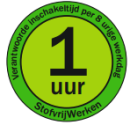 Verantwoorde inschakeltijd per 8 urige werkdag
1
uur
StofvrijWerken